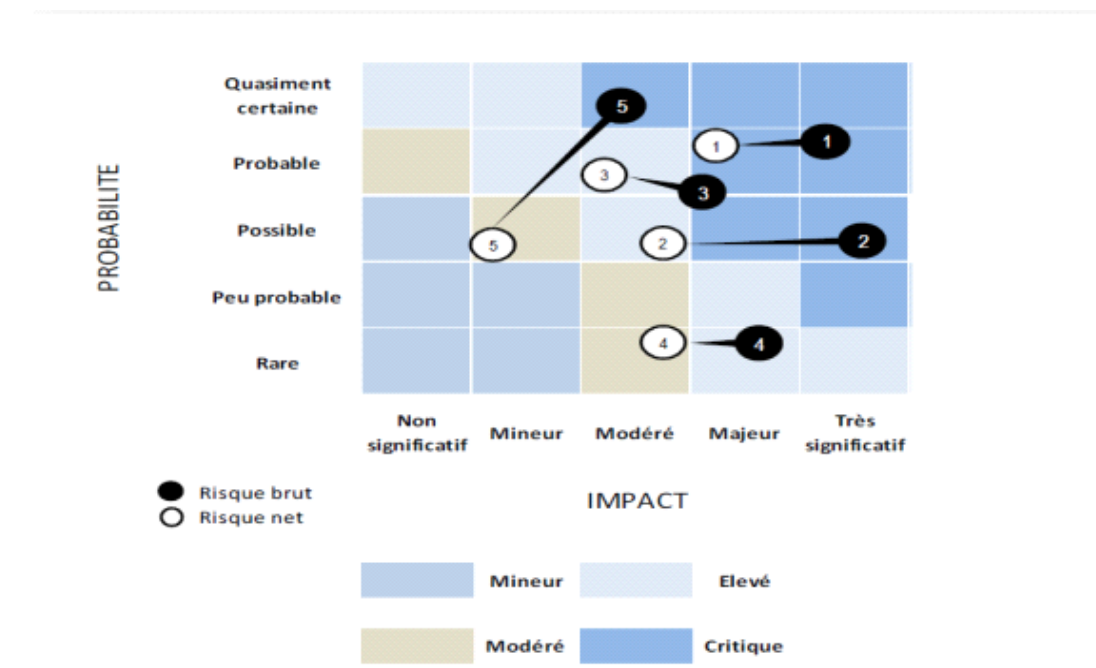 Quasiment
certaine
5
1
1
Probable
3
3
PROBABILITE
Possible
5
2
2
Peu probable
Rare
4
4
Non
significatif
Mineur
Modéré
Majeur
Très
significatif
Risque brut
Risque net
IMPACT
Mineur
Elevé
Modéré
Critique